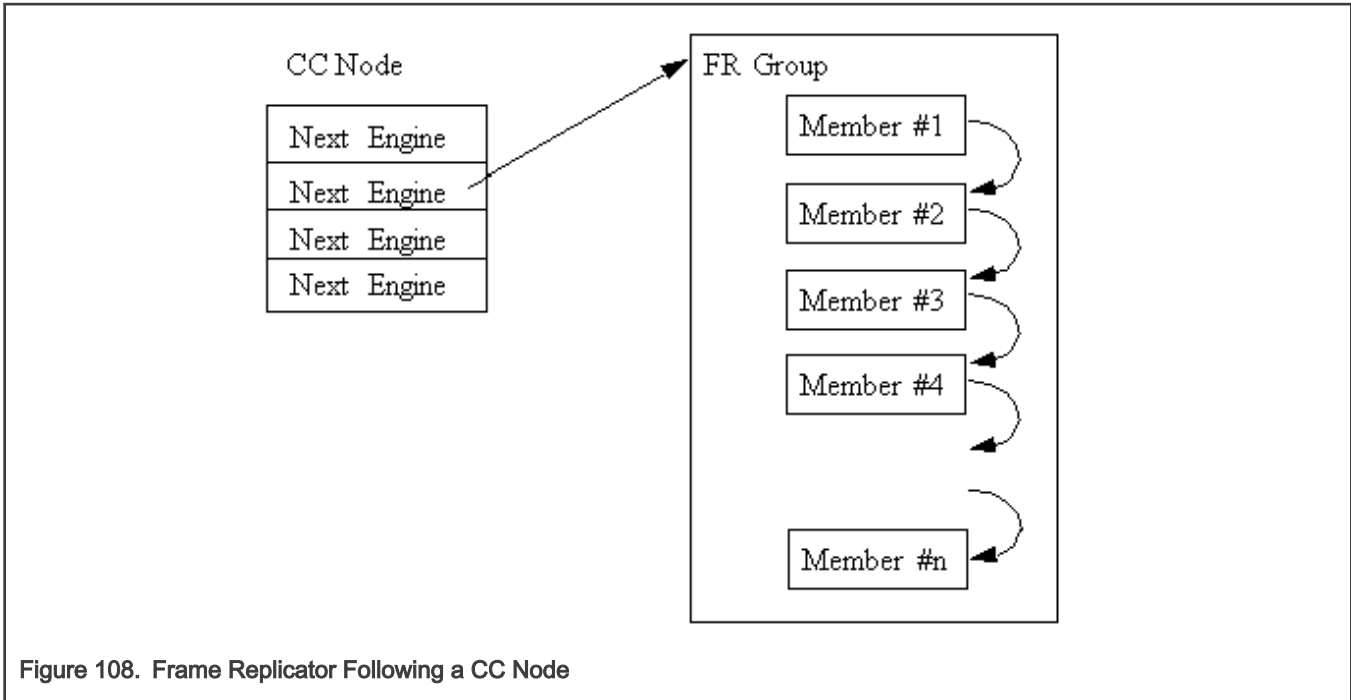 CC Node
Next Engine
Next Engine
Next Engine
Next Engine
FR Group
Member #1
Member #2
Member #3
Member #4
Member #n
Figure 108. Frame Replicator Following a CC Node